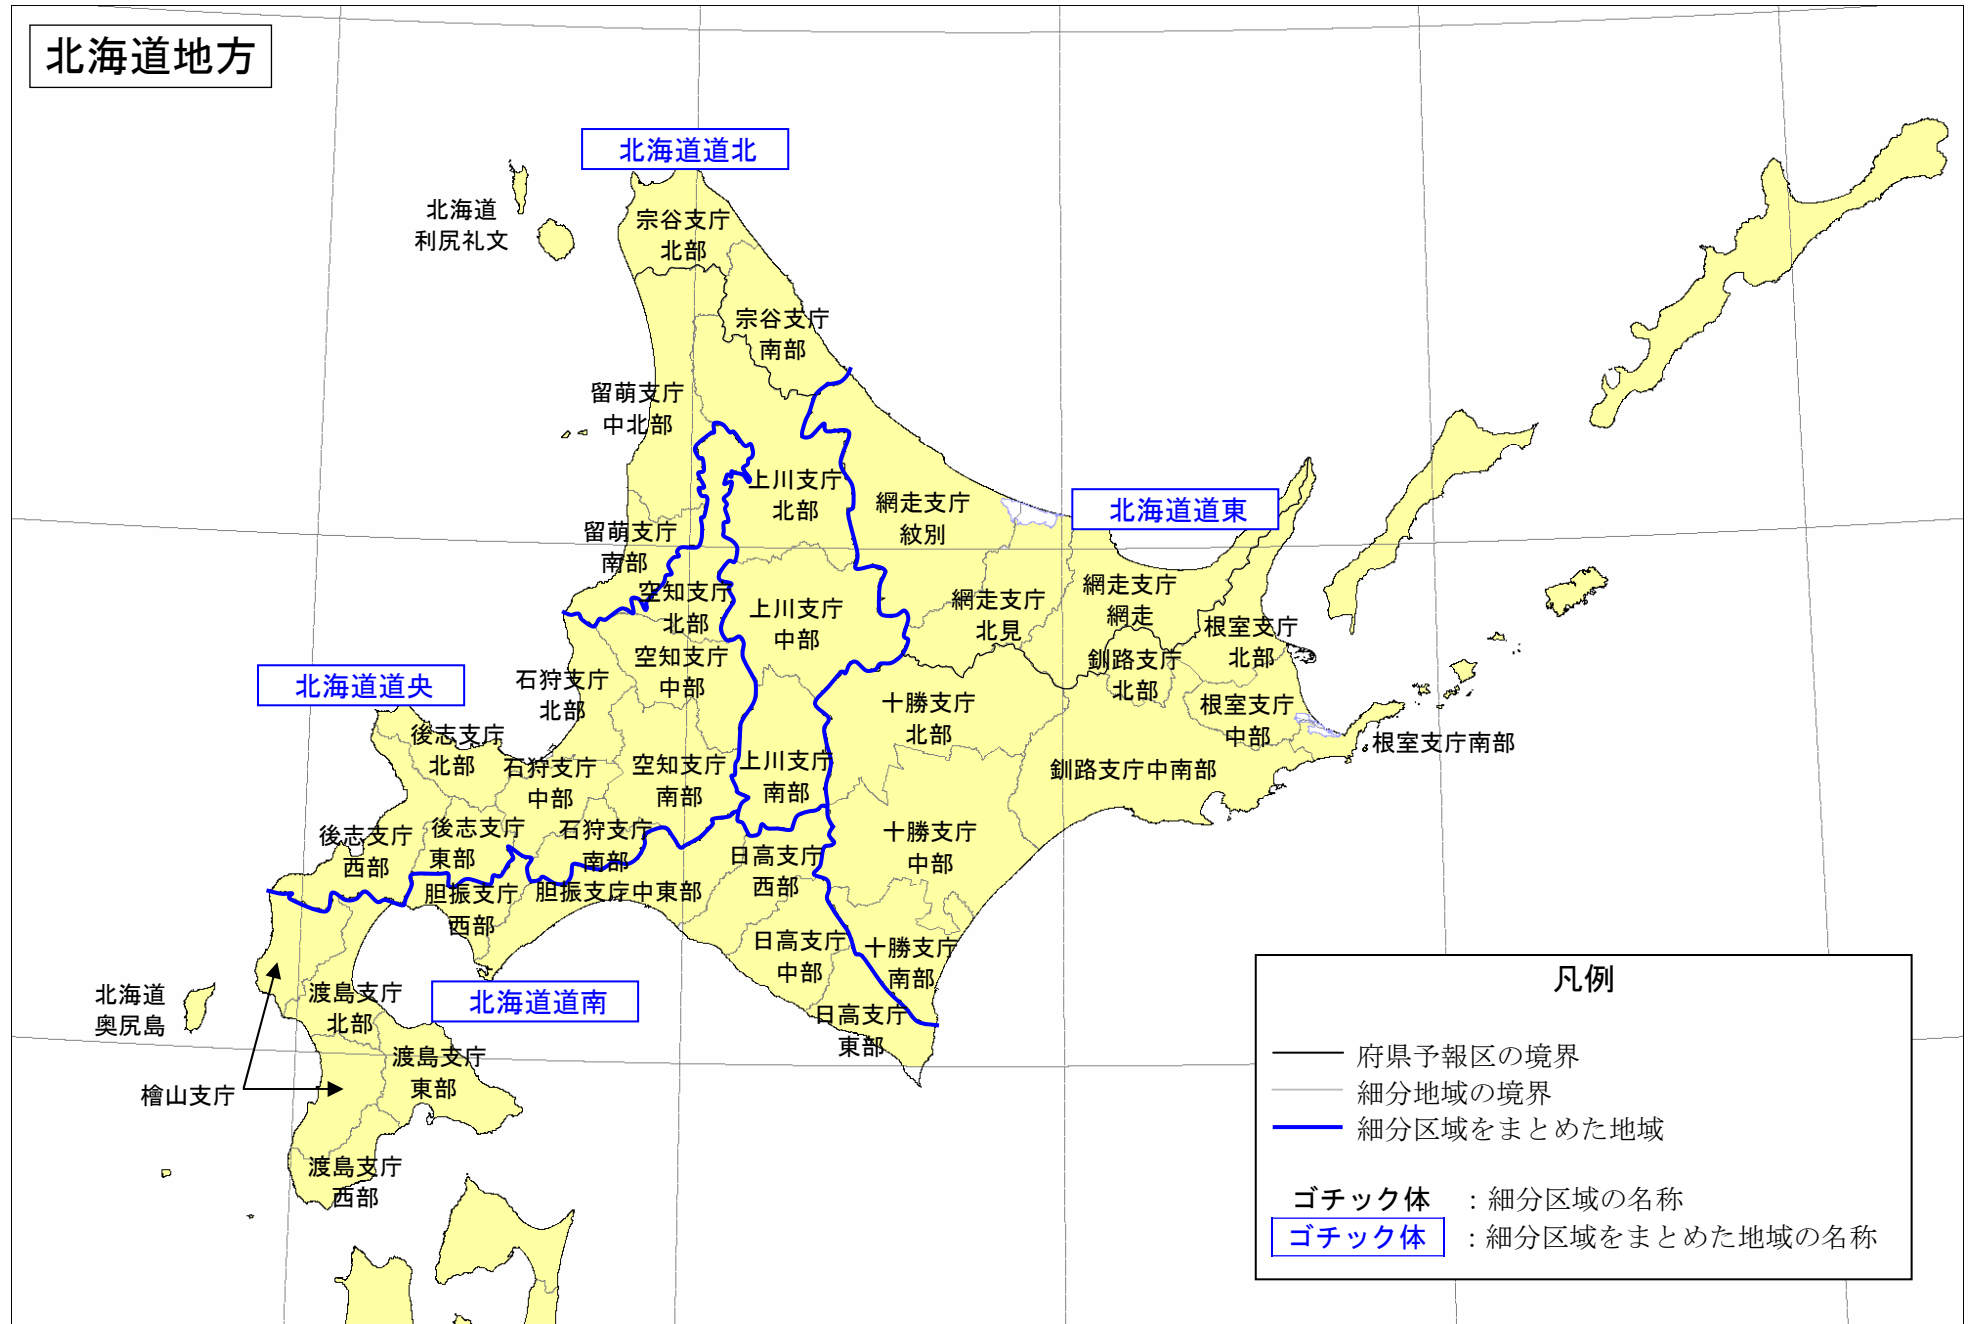 北海道地方
北海道道北
北海道
利尻礼文
宗谷支庁
北部
宗谷支庁
南部
留萌支庁
中北部
上川支庁
北部
網走支庁
紋別
北海道道東
留萌支庁
南部
空知支庁
北部
上川支庁
中部
網走支庁
北見
網走支庁
網走
根室支庁
北部
釧路支庁
北部
根室支庁
中部
根室支庁南部
釧路支庁中南部
北海道道央
石狩支庁
北部
空知支庁
中部
十勝支庁
北部
後志支庁
北部
石狩支庁
中部
空知支庁
南部
上川支庁
南部
後志支庁
西部
後志支庁
東部
石狩支庁
南部
日高支庁
西部
十勝支庁
中部
胆振支庁
西部
胆振支庁中東部
日高支庁
中部
十勝支庁
南部
日高支庁
東部
北海道道南
北海道
奥尻島
渡島支庁
北部
渡島支庁
東部
檜山支庁
渡島支庁
西部
凡例
府県予報区の境界
細分地域の境界
細分区域をまとめた地域
ゴチック体 : 細分区域の名称
ゴチック体 : 細分区域をまとめた地域の名称